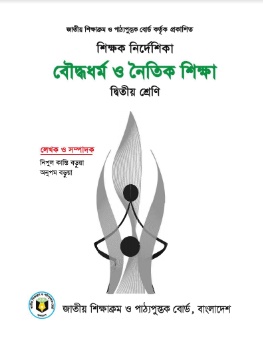 জাতীয় শিক্ষাক্রম ও পাঠ্যপুস্তক বোর্ড কর্তৃক প্রকাশিত
শিক্ষক নির্দেশিকা
বৌদ্ধধর্ম ও নৈতিক শিক্ষা
দ্বিতীয় শ্রেণি
লেখক ও সম্পাদক
দিপুল কান্তি বড়ুয়া
অনুপম বড়ুয়া
জাতীয় শিক্ষাক্রম ও পাঠ্যপুস্তক বোর্ড, বাংলাদেশ